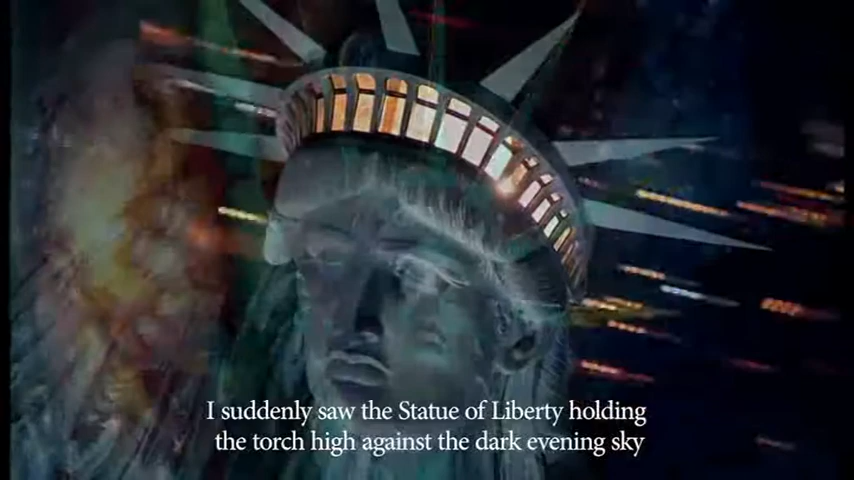 I suddenly saw the Statue of Liberty holding
the torch high against the dark evening sky